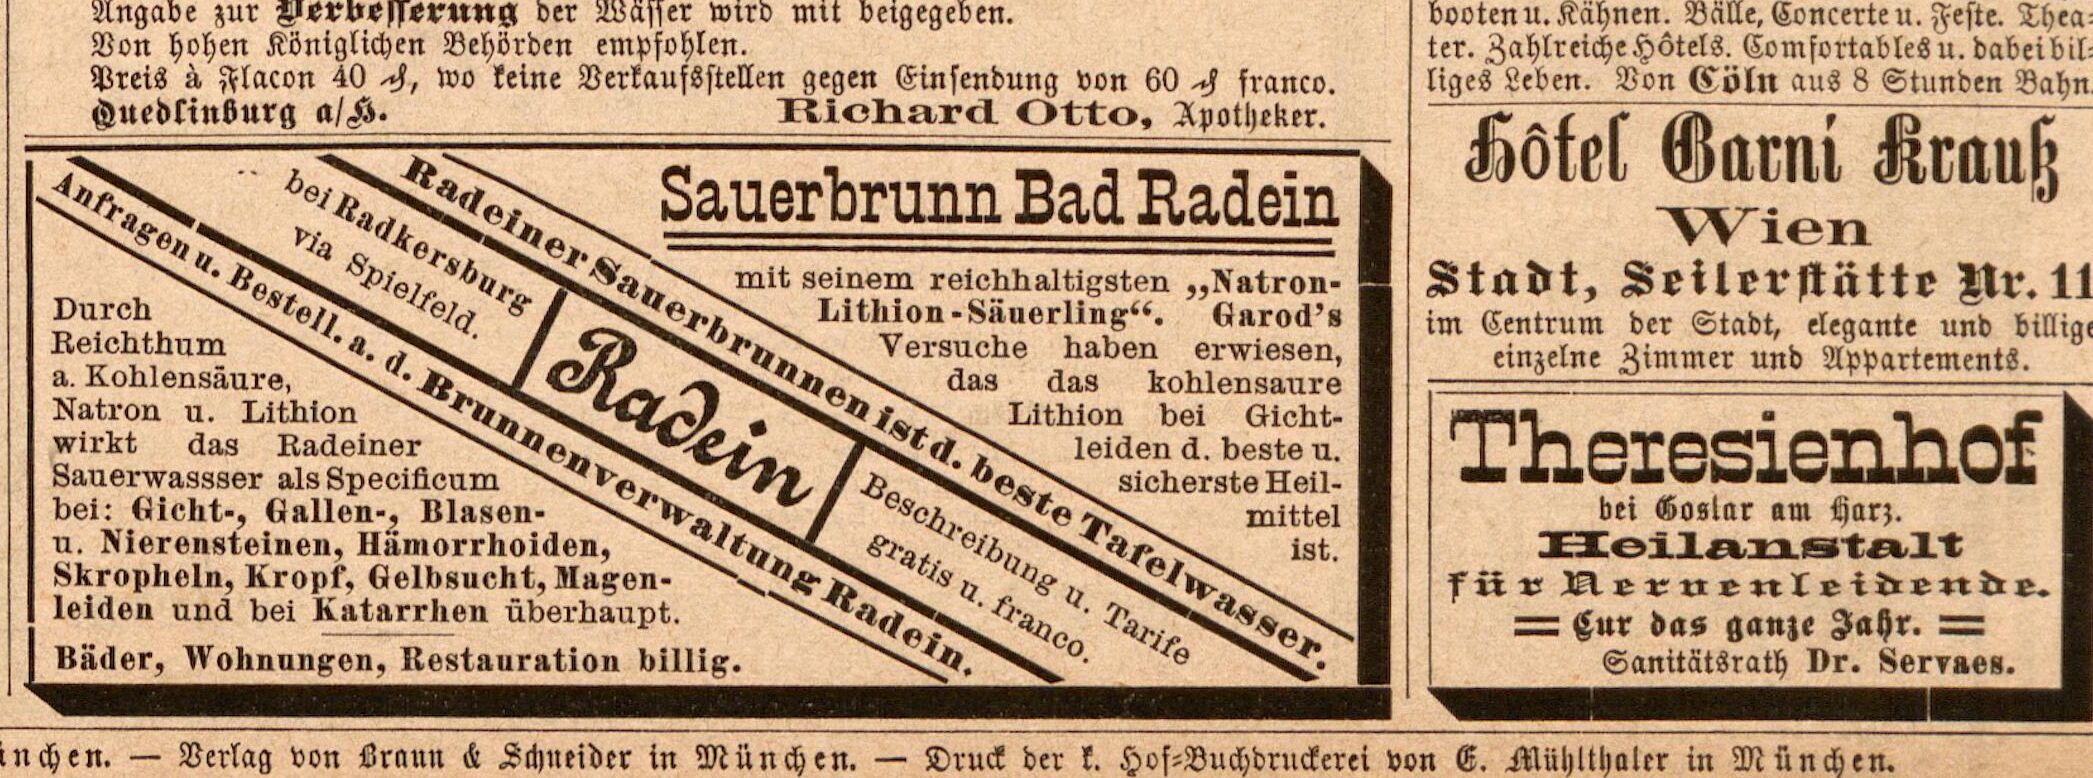 Angabe zur Verbesserung der Wässer wird mit beigegeben.
Von hohen Königlichen Behörden empfohlen.
Preis à Flacon 40 ₰, wo keine Verkaufsstellen gegen Einsendung von 60 ₰ franco.
Quedlinburg a/H. Richard Otto, Apotheker.
Sauerbrunn Bad Radein
mit seinem reichhaltigsten „Natron-
Lithion-Säuerling“. Garod's
Versuche haben erwiesen,
das das kohlensaure
Lithion bei Gicht-
leiden d. beste u.
sicherste Heil-
mittel
ist.
Radeiner Sauerbrunnen ist d. beste Tafelwasser.
bei Radkersburg
via Spielfeld.
Radein
Beschreibung u. Tarife
gratis u. franco.
Anfragen u. Bestell. a. d. Brunnenverwaltung Radein.
Durch
Reichthum
a. Kohlensäure,
Natron u. Lithion
wirkt das Radeiner
Sauerwassser als Specificum
bei: Gicht-, Gallen-, Blasen-
u. Nierensteinen, Hämorrhoiden,
Skropheln, Kropf, Gelbsucht, Magen-
leiden und bei Katarrhen überhaupt.
Bäder, Wohnungen, Restauration billig.
booten u. Kähnen. Bälle, Concerte u. Feste. Thea-
ter. Zahlreiche Hôtels. Comfortables u. dabei bil-
liges Leben. Von Cöln aus 8 Stunden Bahn.
Hôtel Garni Krauß
Wien
Stadt, Seilerstätte Nr. 11
im Centrum der Stadt, elegante und billige
einzelne Zimmer und Appartements.
Theresienhof
bei Goslar am Harz.
Heilanstalt
für Nervenleidende.
= Cur das ganze Jahr. =
Sanitätsrath Dr. Servaes.
ünchen. — Verlag von Braun & Schneider in München. — Druck der k. Hof-Buchdruckerei von E. Mühlthaler in München.